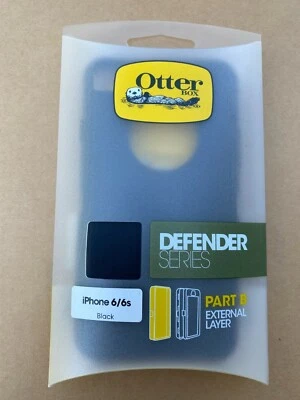 Otter
BOX
DEFENDER
SERIES
iPhone 6/6s
Black
PART B
EXTERNAL
LAYER